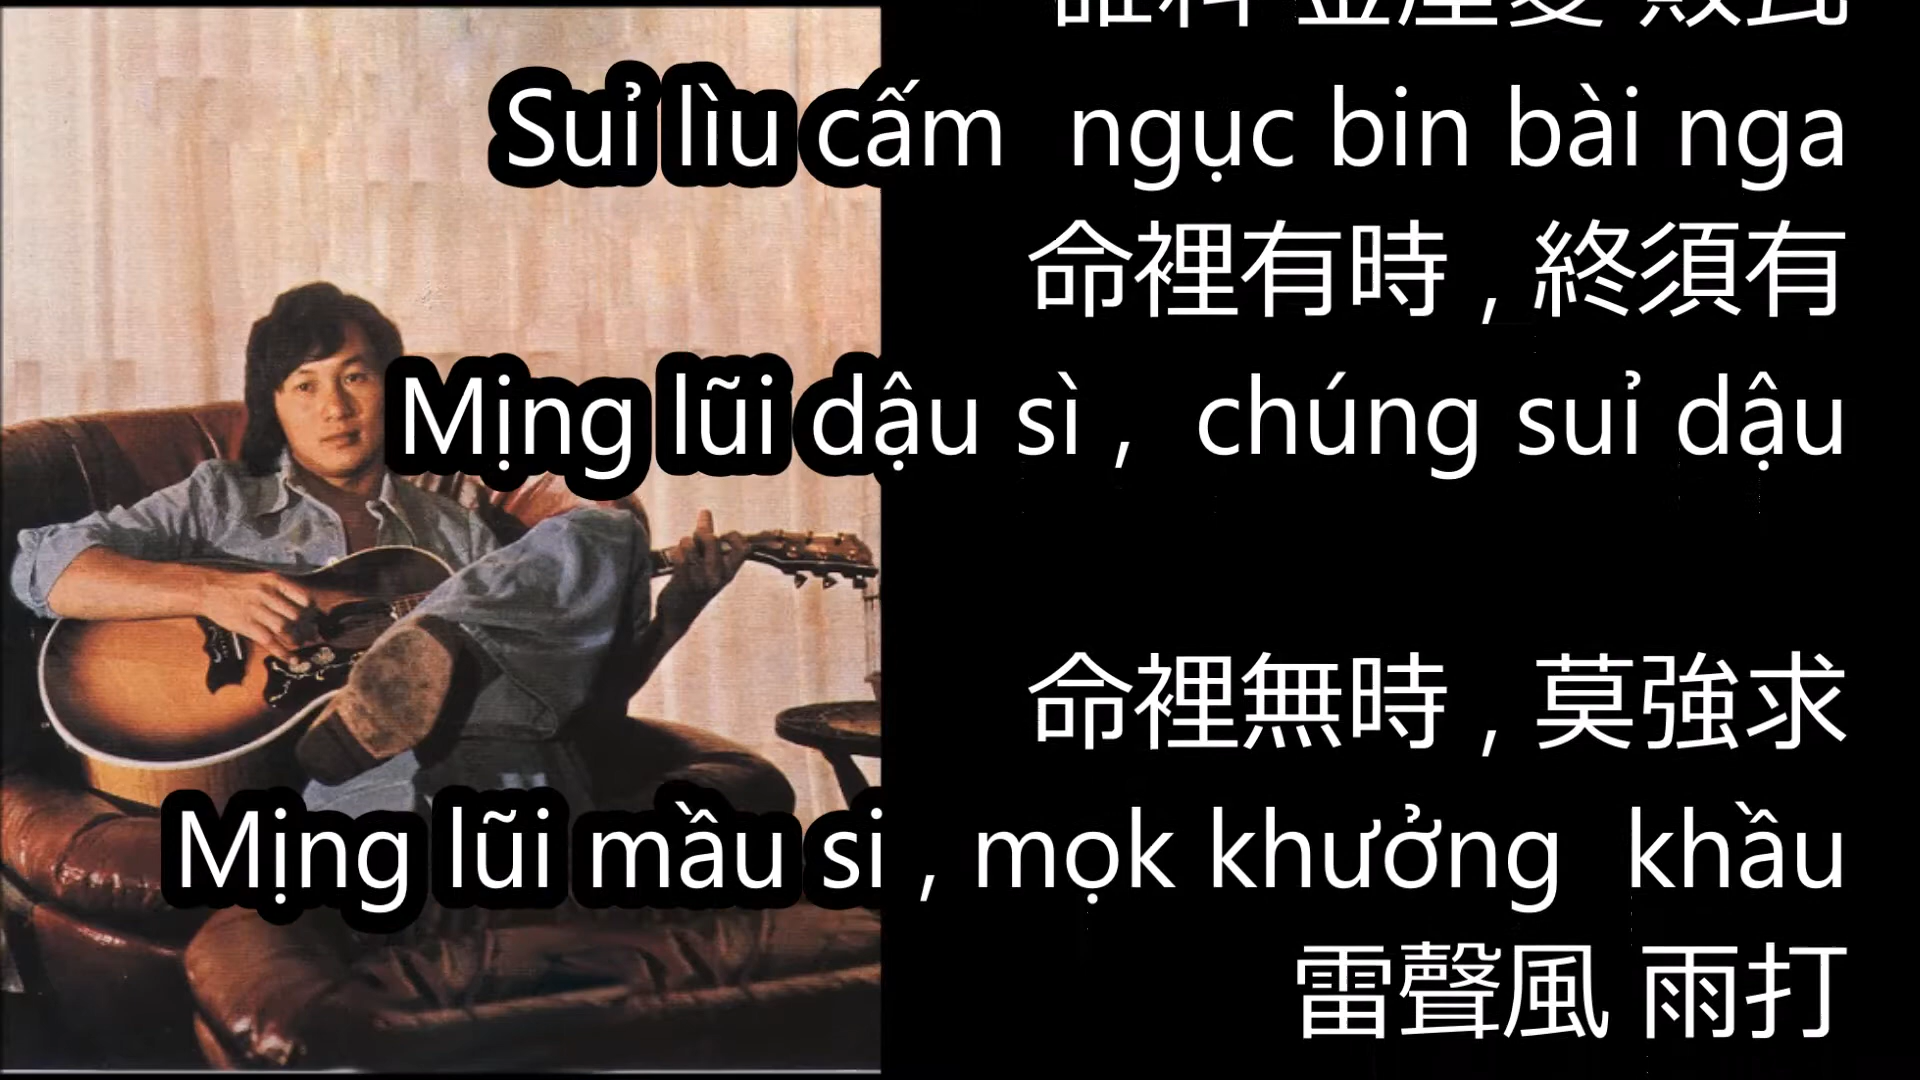 Suỉ lìu cấm ngục bin bài nga
命裡有時 , 終須有
Mịng lũi dậu sì , chúng suỉ dậu
命裡無時 , 莫強求
Mịng lũi mầu si , mọk khưởng khầu
雷聲風 雨打